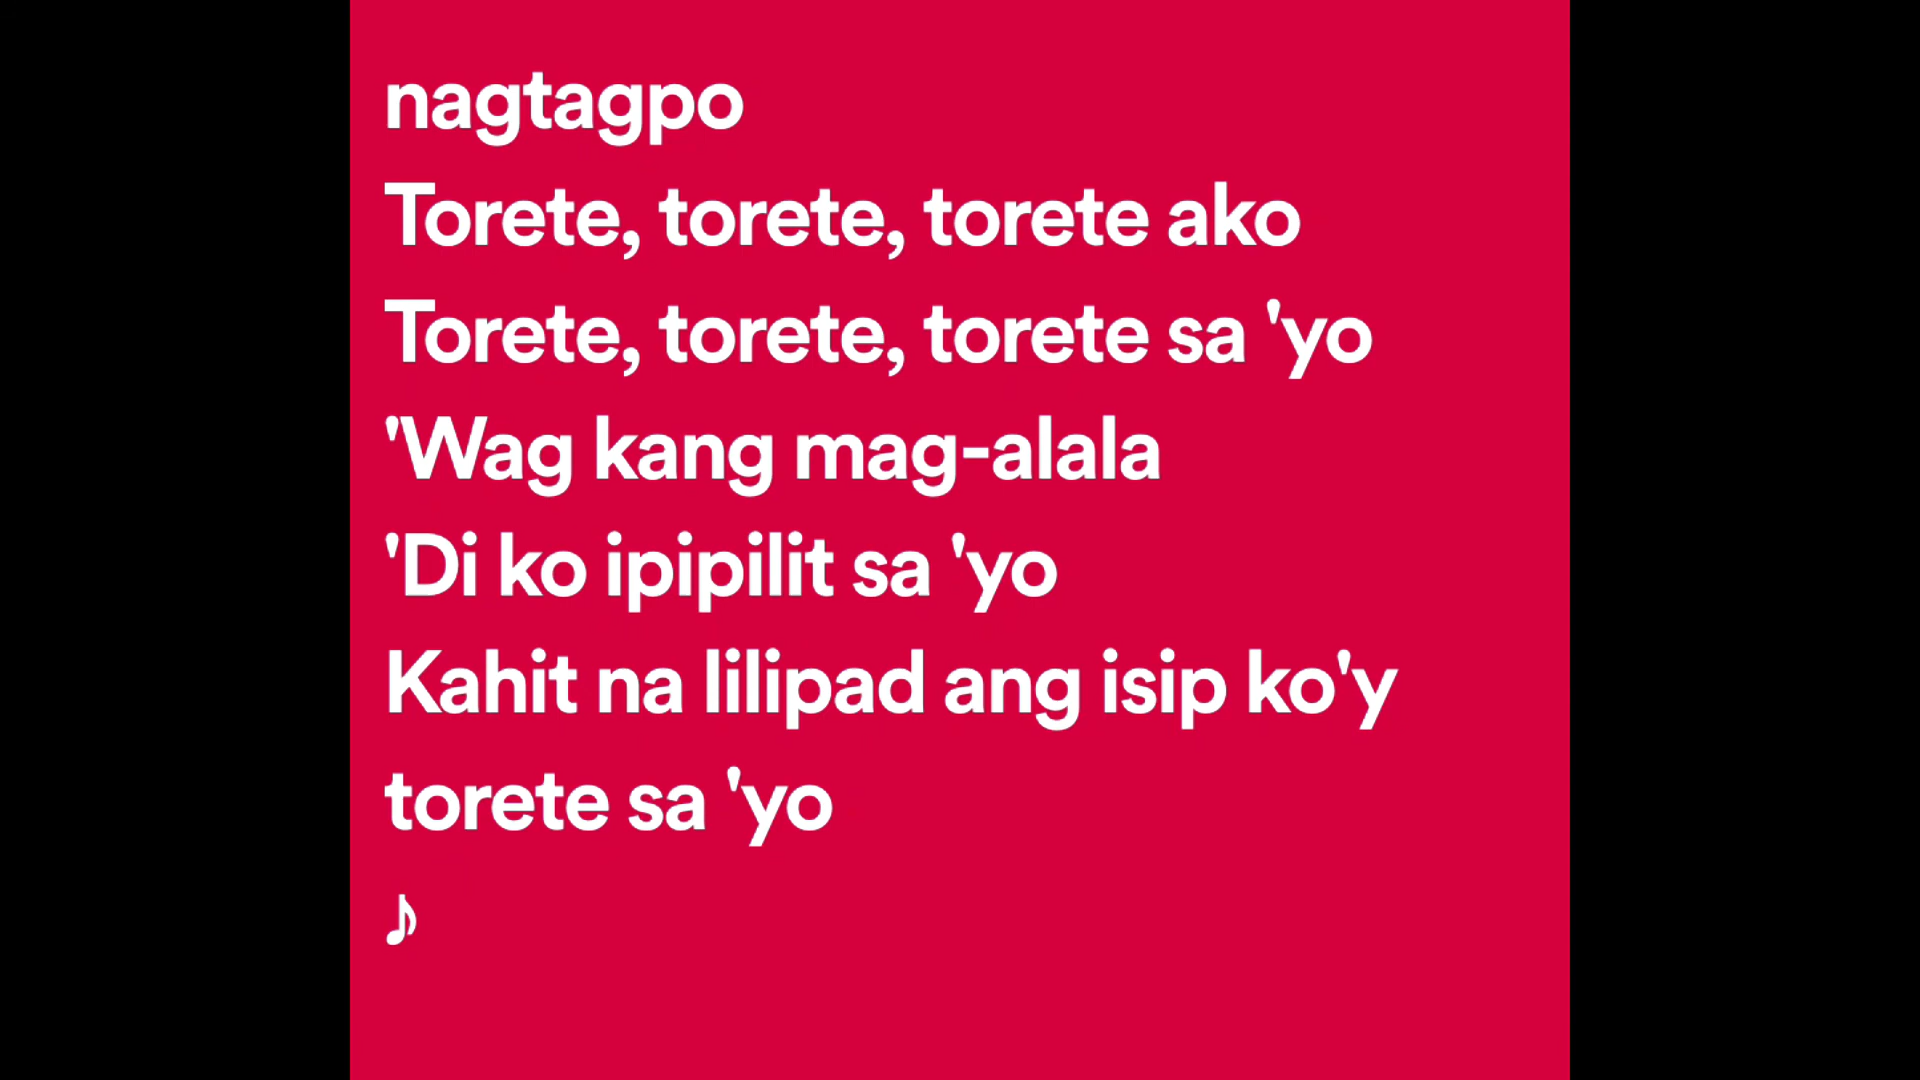 nagtagpo
Torete, torete, torete ako
Torete, torete, torete sa 'yo
'Wag kang mag-alala
'Di ko ipipilit sa 'yo
Kahit na lilipad ang isip ko'y
torete sa 'yo
♪